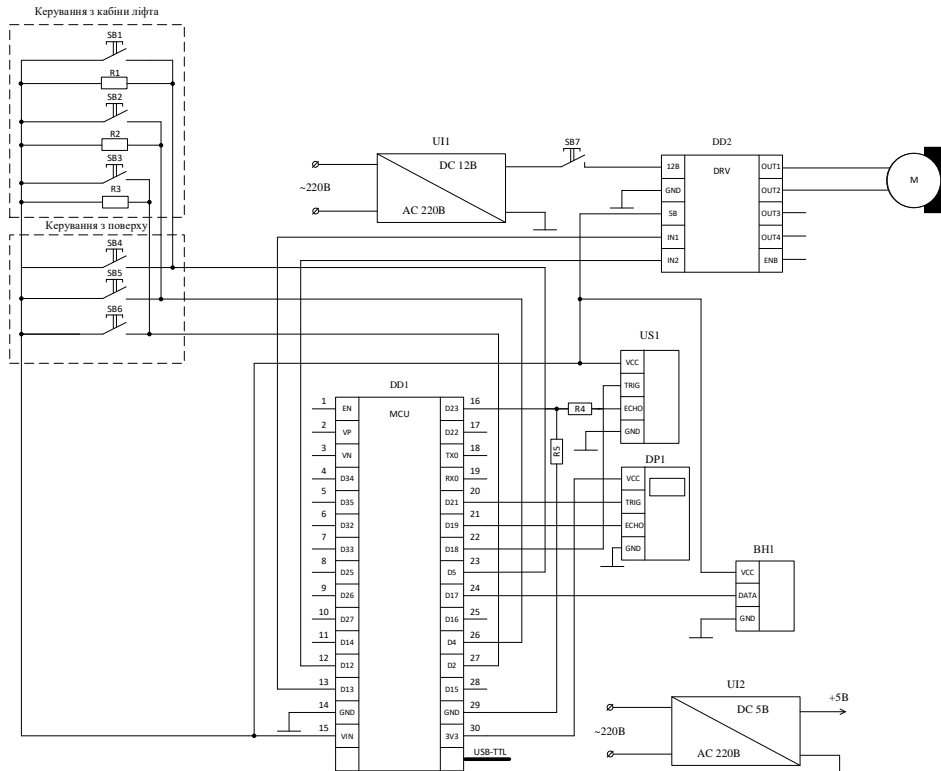 Керування з кабіни ліфта
SB1
R1
SB2
R2
SB3
R3
Керування з поверху
SB4
SB5
SB6
UI1
DC 12В
AC 220В
~220В
SB7
DD2
DRV
12В
GND
5В
IN1
IN2
OUT1
OUT2
OUT3
OUT4
ENB
M
US1
VCC
TRIG
ECHO
GND
R4
R5
DP1
VCC
TRIG
ECHO
GND
BH1
VCC
DATA
GND
DD1
MCU
1 EN
2 VP
3 VN
4 D34
5 D35
6 D32
7 D33
8 D25
9 D26
10 D27
11 D14
12 D12
13 D13
14 GND
15 VIN
D23 16
D22 17
TX0 18
RX0 19
D21 20
D19 21
D18 22
D5 23
D17 24
D16 25
D4 26
D2 27
D15 28
GND 29
3V3 30
USB-TTL
UI2
DC 5В
AC 220В
~220В
+5В